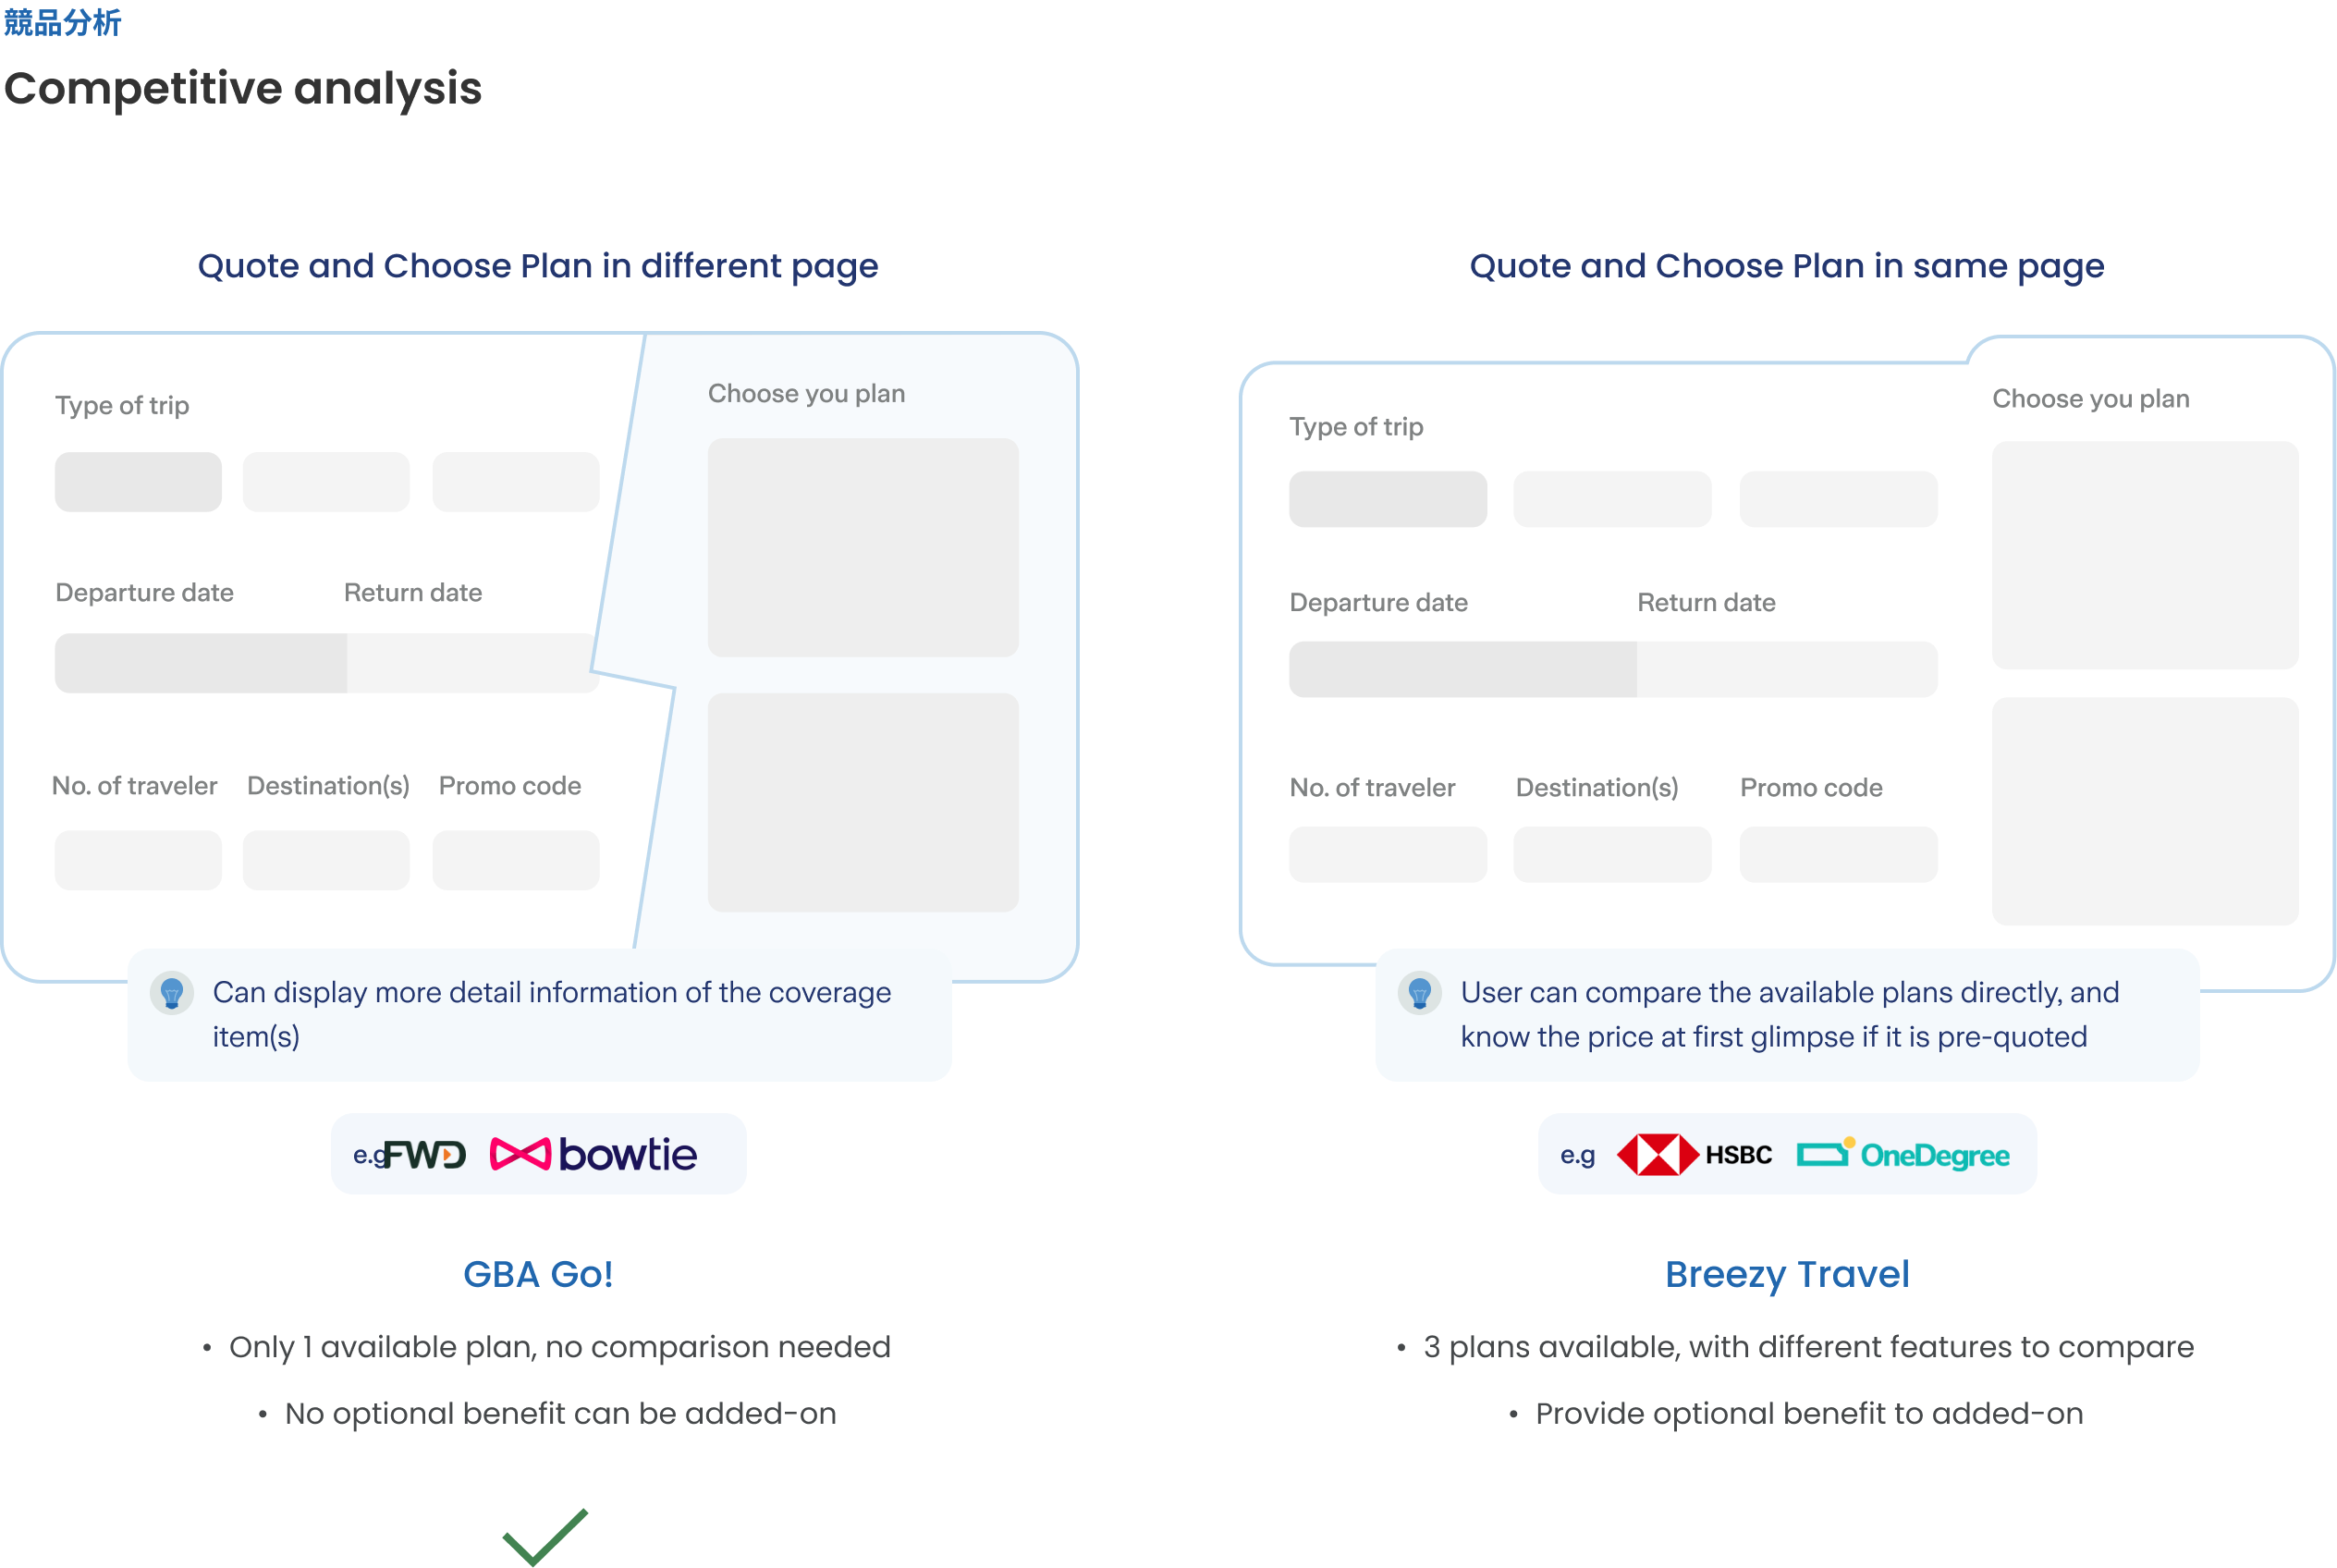 競品分析
Competitive analysis
Quote and Choose Plan in different page
Type of trip
Choose you plan
Departure date
Return date
No. of traveler
Destination(s)
Promo code
Can display more detail information of the coverage
item(s)
e.g FWD bowtie
GBA Go!
• Only 1 available plan, no comparison needed
• No optional benefit can be added-on
Quote and Choose Plan in same page
Type of trip
Choose you plan
Departure date
Return date
No. of traveler
Destination(s)
Promo code
User can compare the available plans directly, and
know the price at first glimpse if it is pre-quoted
e.g HSBC OneDegree
Breezy Travel
• 3 plans available, with different features to compare
• Provide optional benefit to added-on